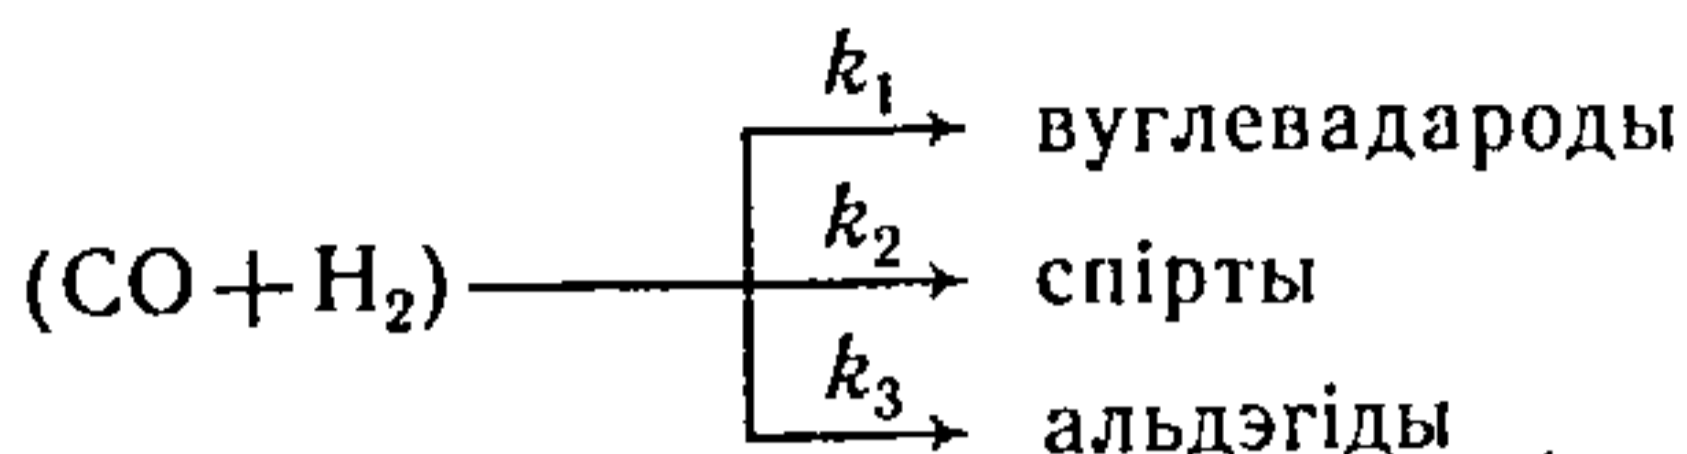 k₁
вуглевадароды
k₂
(CO + H₂) спірты
k₃
альдэгіды